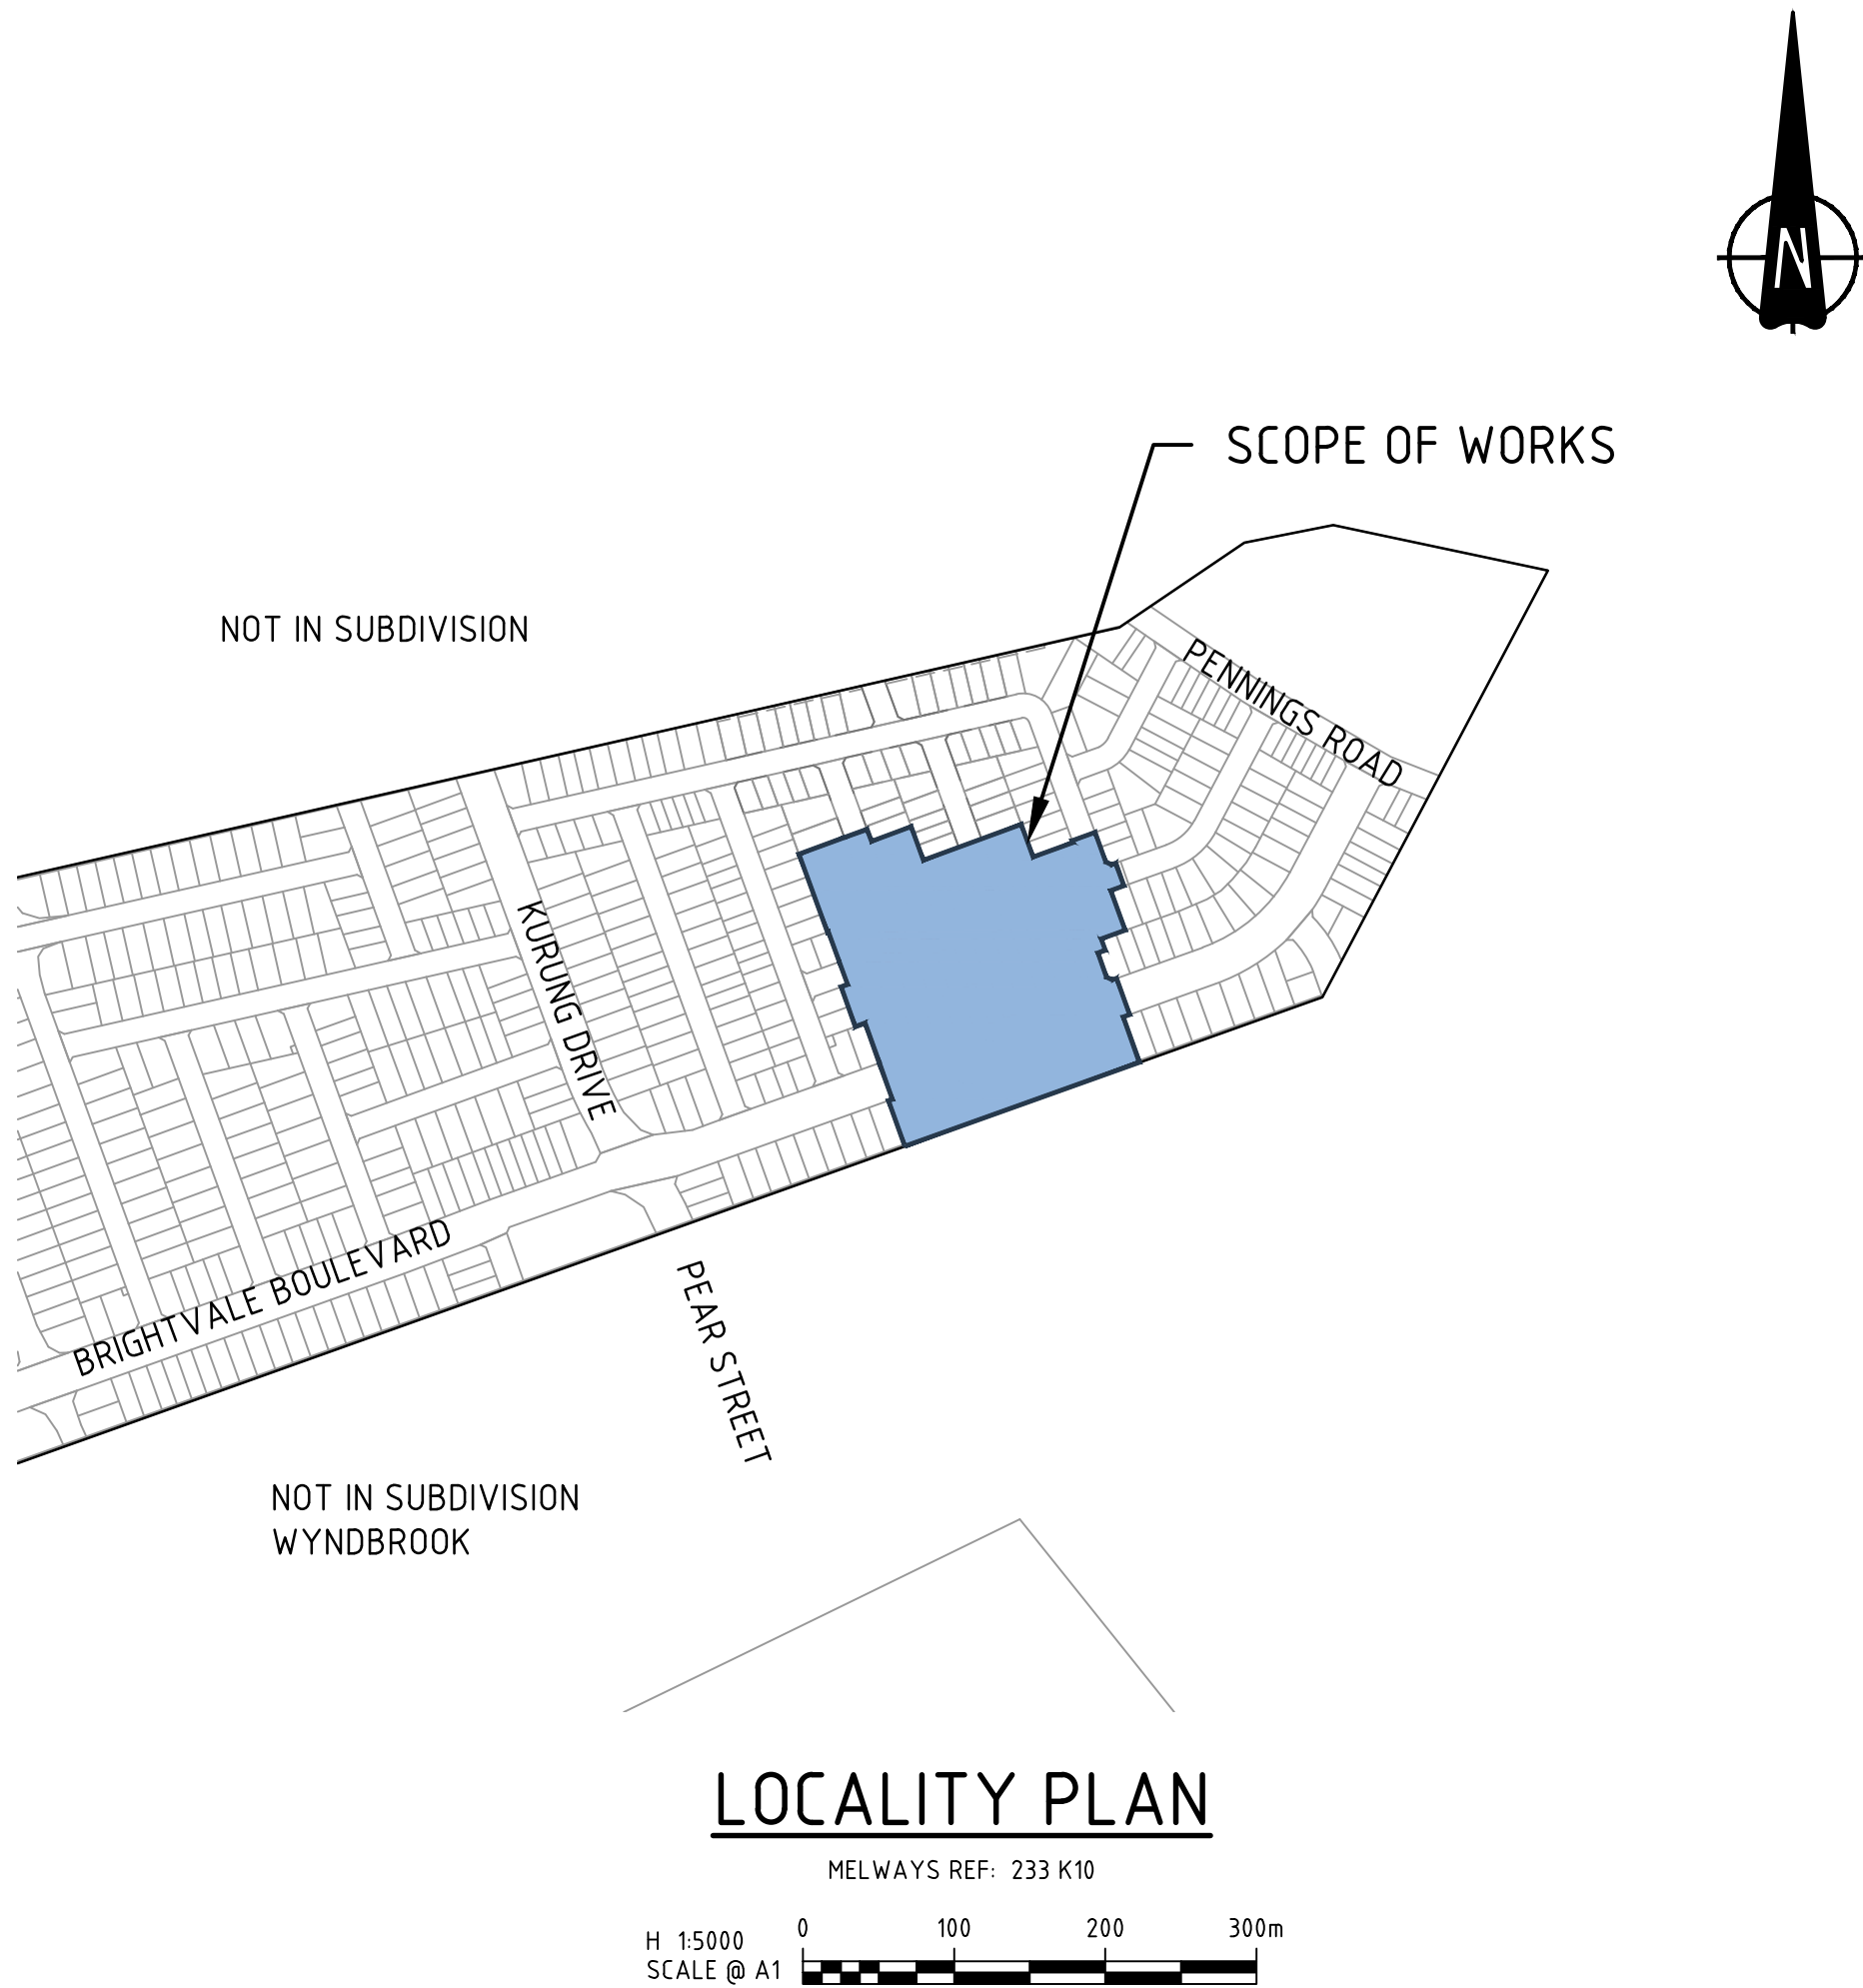 N
SCOPE OF WORKS
NOT IN SUBDIVISION
PENNINGS ROAD
KURUNG DRIVE
BRIGHTVALE BOULEVARD
PEAR STREET
NOT IN SUBDIVISION
WYNDBROOK
LOCALITY PLAN
MELWAYS REF: 233 K10
0 100 200 300m
H 1:5000
SCALE @ A1